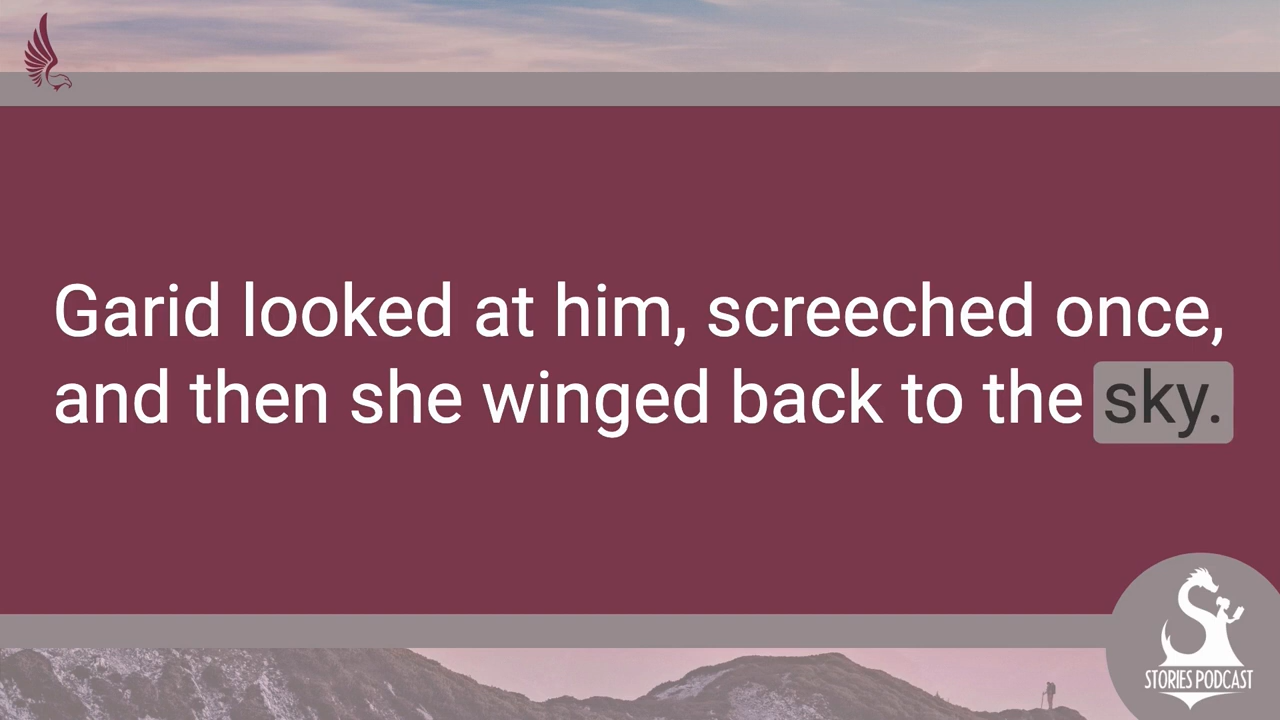 Garid looked at him, screeched once,
and then she winged back to the sky.
STORIES PODCAST